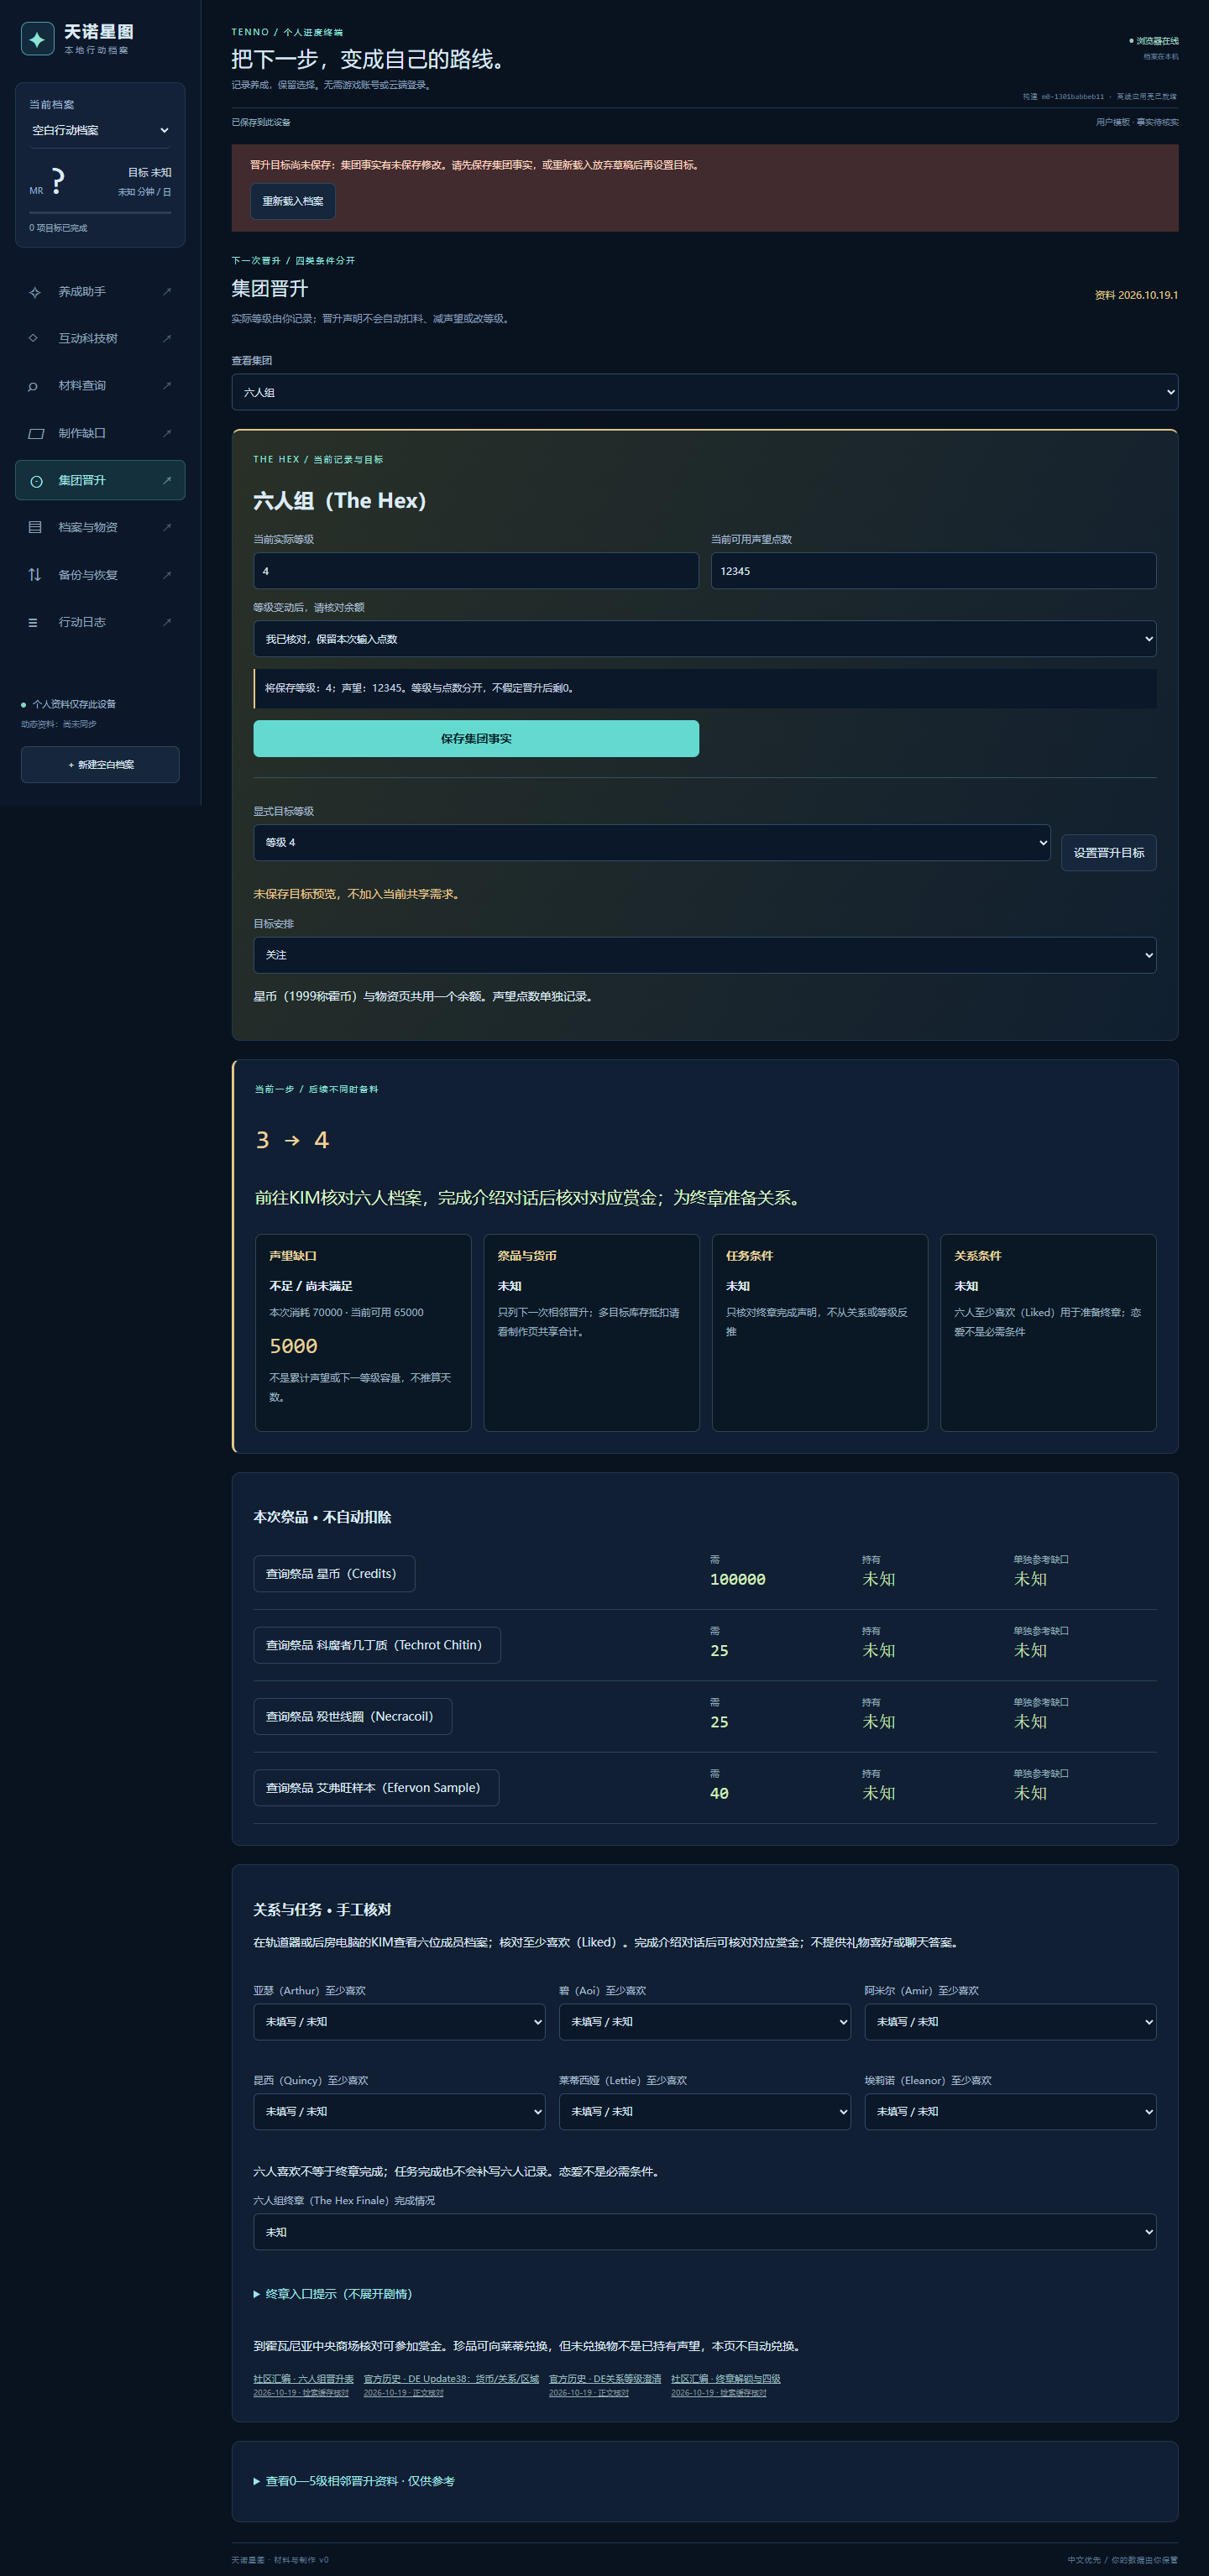 天诺星图
本地行动档案
当前档案
空白行动档案
MR ?
目标 未知
未知 分钟 / 日
0 项目标已完成
养成助手
互动科技树
材料查询
制作缺口
集团晋升
档案与物资
备份与恢复
行动日志
个人资料仅存此设备
动态资料：尚未同步
+ 新建空白档案
TENNO / 个人进度终端
把下一步，变成自己的路线。
记录养成，保留选择。无需游戏账号或云端登录。
浏览器在线
档案在本机
构建 m0-1301babbeb11 · 离线应用壳已就绪
已保存到此设备
用户模板 · 事实待核实
晋升目标尚未保存：集团事实有未保存修改。请先保存集团事实，或重新载入放弃草稿后再设置目标。
重新载入档案
下一次晋升 / 四类条件分开
集团晋升
资料 2026.10.19.1
实际等级由你记录；晋升声明不会自动扣料、减声望或改等级。
查看集团
六人组
THE HEX / 当前记录与目标
六人组（The Hex）
当前实际等级
当前可用声望点数
4
12345
等级变动后，请核对余额
我已核对，保留本次输入点数
将保存等级：4；声望：12345。等级与点数分开，不假定晋升后剩0。
保存集团事实
显式目标等级
等级 4
设置晋升目标
未保存目标预览，不加入当前共享需求。
目标安排
关注
星币（1999称霍币）与物资页共用一个余额。声望点数单独记录。
当前一步 / 后续不同时备料
3 → 4
前往KIM核对六人档案，完成介绍对话后核对对应赏金；为终章准备关系。
声望缺口
不足 / 尚未满足
本次消耗 70000 · 当前可用 65000
5000
不是累计声望或下一等级容量，不推算天
数。
祭品与货币
未知
只列下一次相邻晋升；多目标库存抵扣请
看制作页共享合计。
任务条件
未知
只核对终章完成声明，不从关系或等级反
推
关系条件
未知
六人至少喜欢（Liked）用于准备终章；恋
爱不是必需条件
本次祭品 • 不自动扣除
查询祭品 星币（Credits）
需
100000
持有
未知
单独参考缺口
未知
查询祭品 科腐者几丁质（Techrot Chitin）
需
25
持有
未知
单独参考缺口
未知
查询祭品 殁世线圈（Necracoil）
需
25
持有
未知
单独参考缺口
未知
查询祭品 艾弗旺样本（Efervon Sample）
需
40
持有
未知
单独参考缺口
未知
关系与任务 • 手工核对
在轨道器或后房电脑的KIM查看六位成员档案；核对至少喜欢（Liked）。完成介绍对话后可核对对应赏金；不提供礼物喜好或聊天答案。
亚瑟（Arthur）至少喜欢
碧（Aoi）至少喜欢
阿米尔（Amir）至少喜欢
未填写 / 未知
未填写 / 未知
未填写 / 未知
昆西（Quincy）至少喜欢
莱蒂西娅（Lettie）至少喜欢
埃莉诺（Eleanor）至少喜欢
未填写 / 未知
未填写 / 未知
未填写 / 未知
六人喜欢不等于终章完成；任务完成也不会补写六人记录。恋爱不是必需条件。
六人组终章（The Hex Finale）完成情况
未知
终章入口提示（不展开剧情）
到霍瓦尼亚中央商场核对可参加赏金。珍品可向莱蒂兑换，但未兑换物不是已持有声望，本页不自动兑换。
社区汇编 · 六人组晋升表
2026-10-19 · 检索缓存核对
官方历史 · DE Update38：货币/关系/区域
2026-10-19 · 正文核对
官方历史 · DE关系等级澄清
2026-10-19 · 正文核对
社区汇编 · 终章解锁与四级
2026-10-19 · 检索缓存核对
查看0—5级相邻晋升资料 · 仅供参考
天诺星图 · 材料与制作 v0
中文优先 / 你的数据由你保管